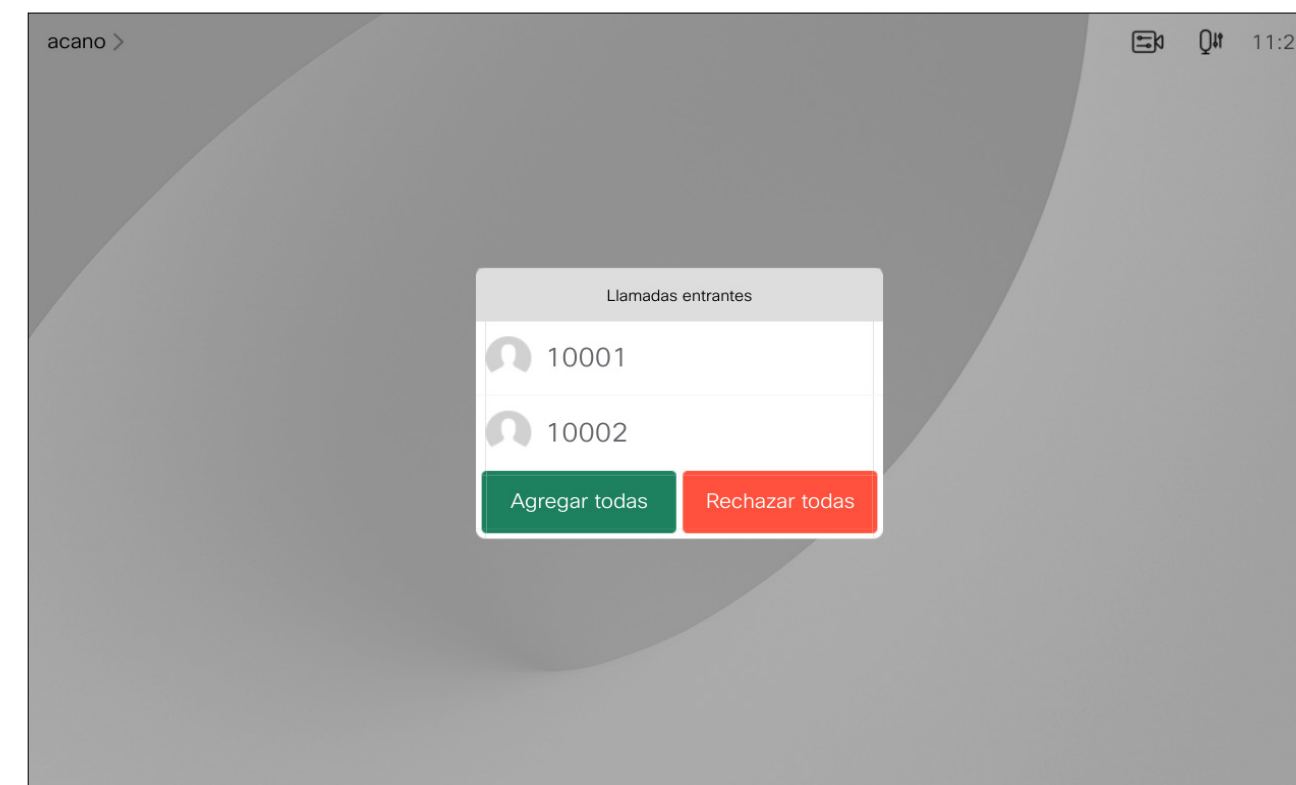 acano
11:2
Llamadas entrantes
10001
10002
Agregar todas
Rechazar todas